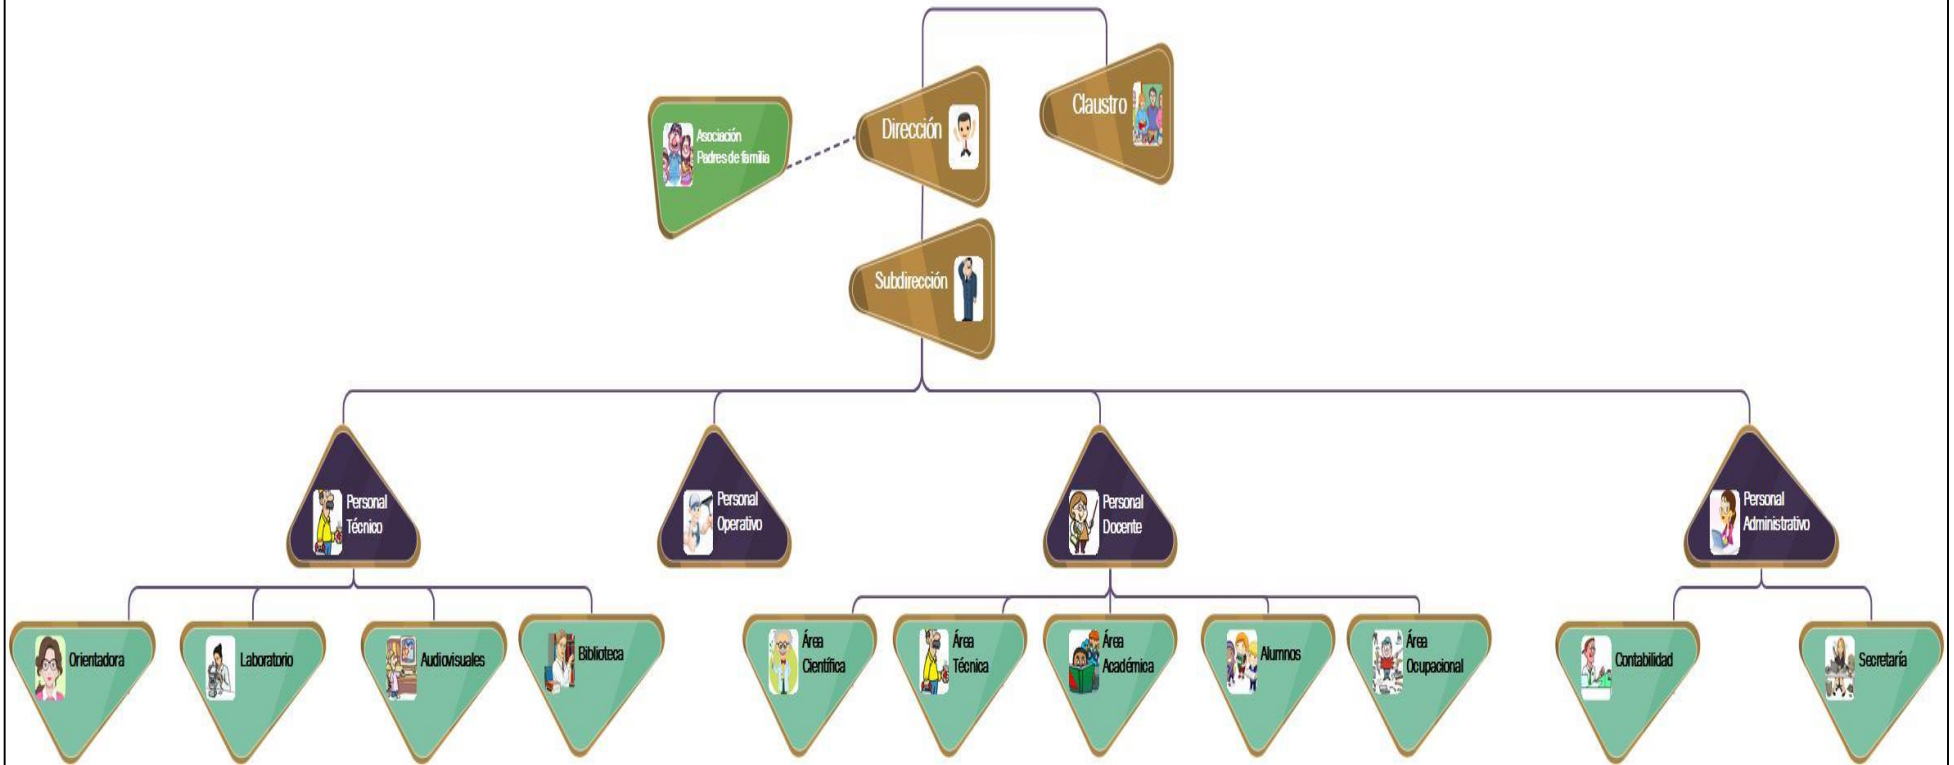 Claustro
Dirección
Asociación
Padres de familia
Subdirección
Personal
Técnico
Personal
Operativo
Personal
Docente
Personal
Administrativo
Orientadora
Laboratorio
Audiovisuales
Biblioteca
Área
Científica
Área
Técnica
Área
Académica
Alumnos
Área
Ocupacional
Contabilidad
Secretaría